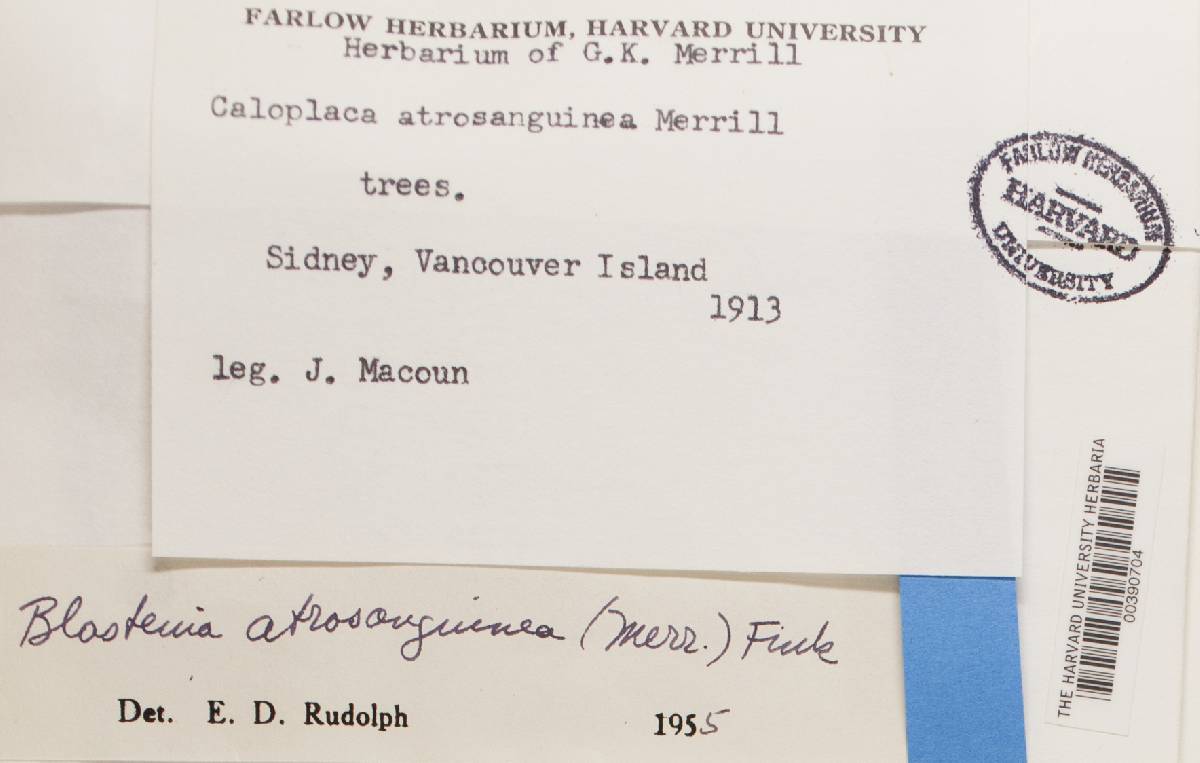 FARLOW HERBARIUM, HARVARD UNIVERSITY
Herbarium of G.K. Merrill
Caloplaca atrosanguinea Merrill
trees.
Sidney, Vancouver Island
1913
leg. J. Macoun
FARLOW HERBARIUM
HARVARD
UNIVERSITY
THE HARVARD UNIVERSITY HERBARIA
00390704
Blastenia atrosanguinea (Merr.) Fink
Det. E. D. Rudolph 1955